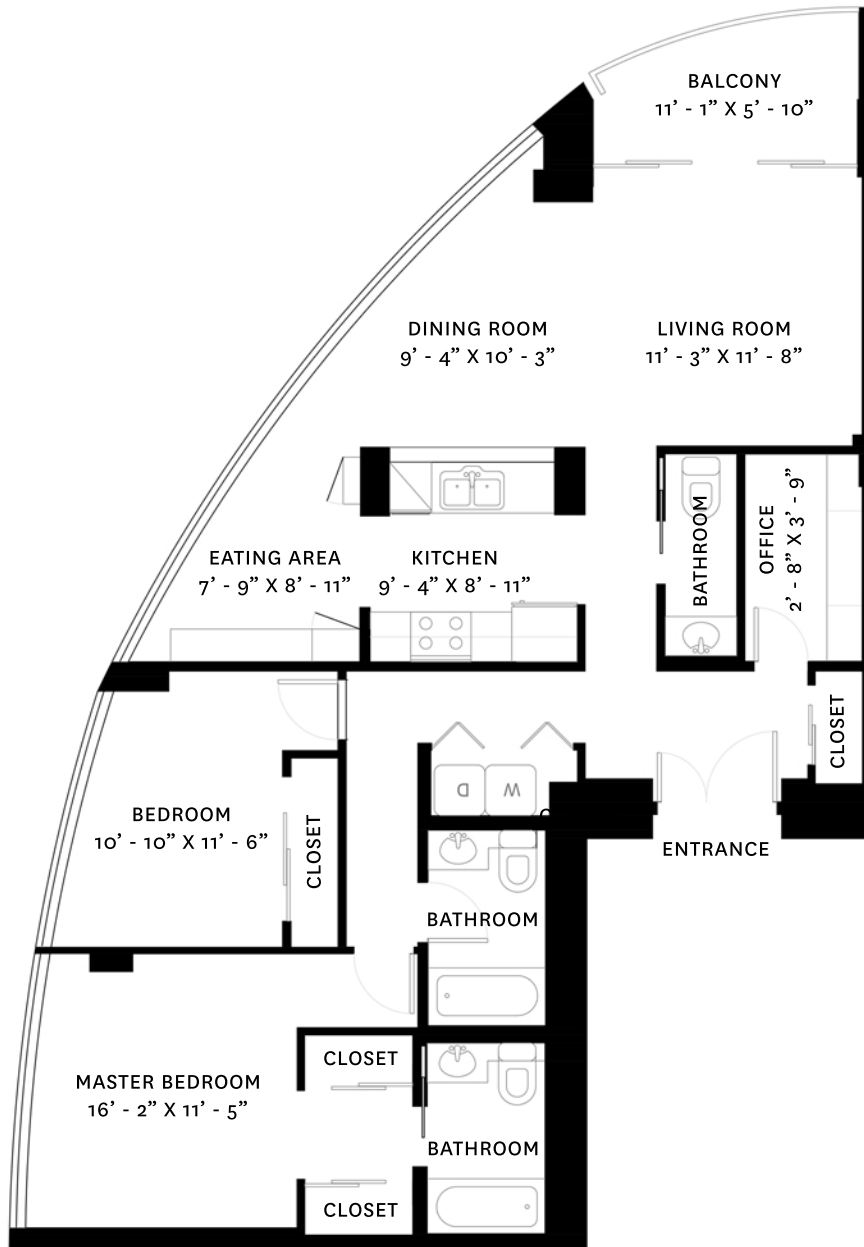 BALCONY
11' - 1" X 5' - 10"
DINING ROOM
9' - 4" X 10' - 3"
LIVING ROOM
11' - 3" X 11' - 8"
EATING AREA
7' - 9" X 8' - 11"
KITCHEN
9' - 4" X 8' - 11"
BATHROOM
OFFICE
2' - 8" X 3' - 9"
CLOSET
D
W
BEDROOM
10' - 10" X 11' - 6"
CLOSET
ENTRANCE
BATHROOM
CLOSET
MASTER BEDROOM
16' - 2" X 11' - 5"
BATHROOM
CLOSET